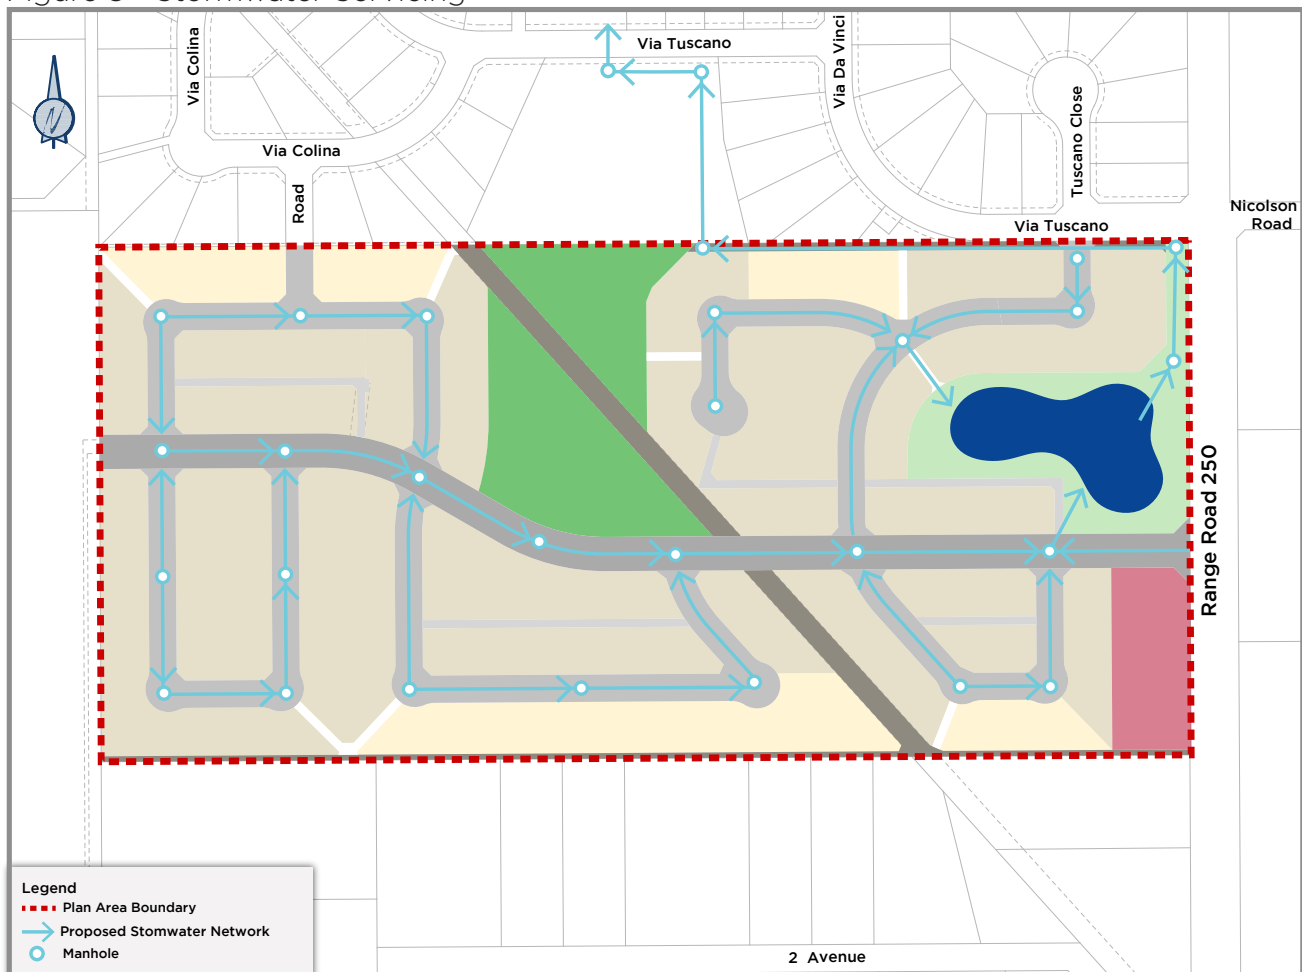 Via Tuscano
Via Colina
Via Da Vinci
Tuscano Close
Via Colina
Road
Nicolson
Road
Via Tuscano
Range Road 250
Legend
Plan Area Boundary
Proposed Stomwater Network
Manhole
2 Avenue